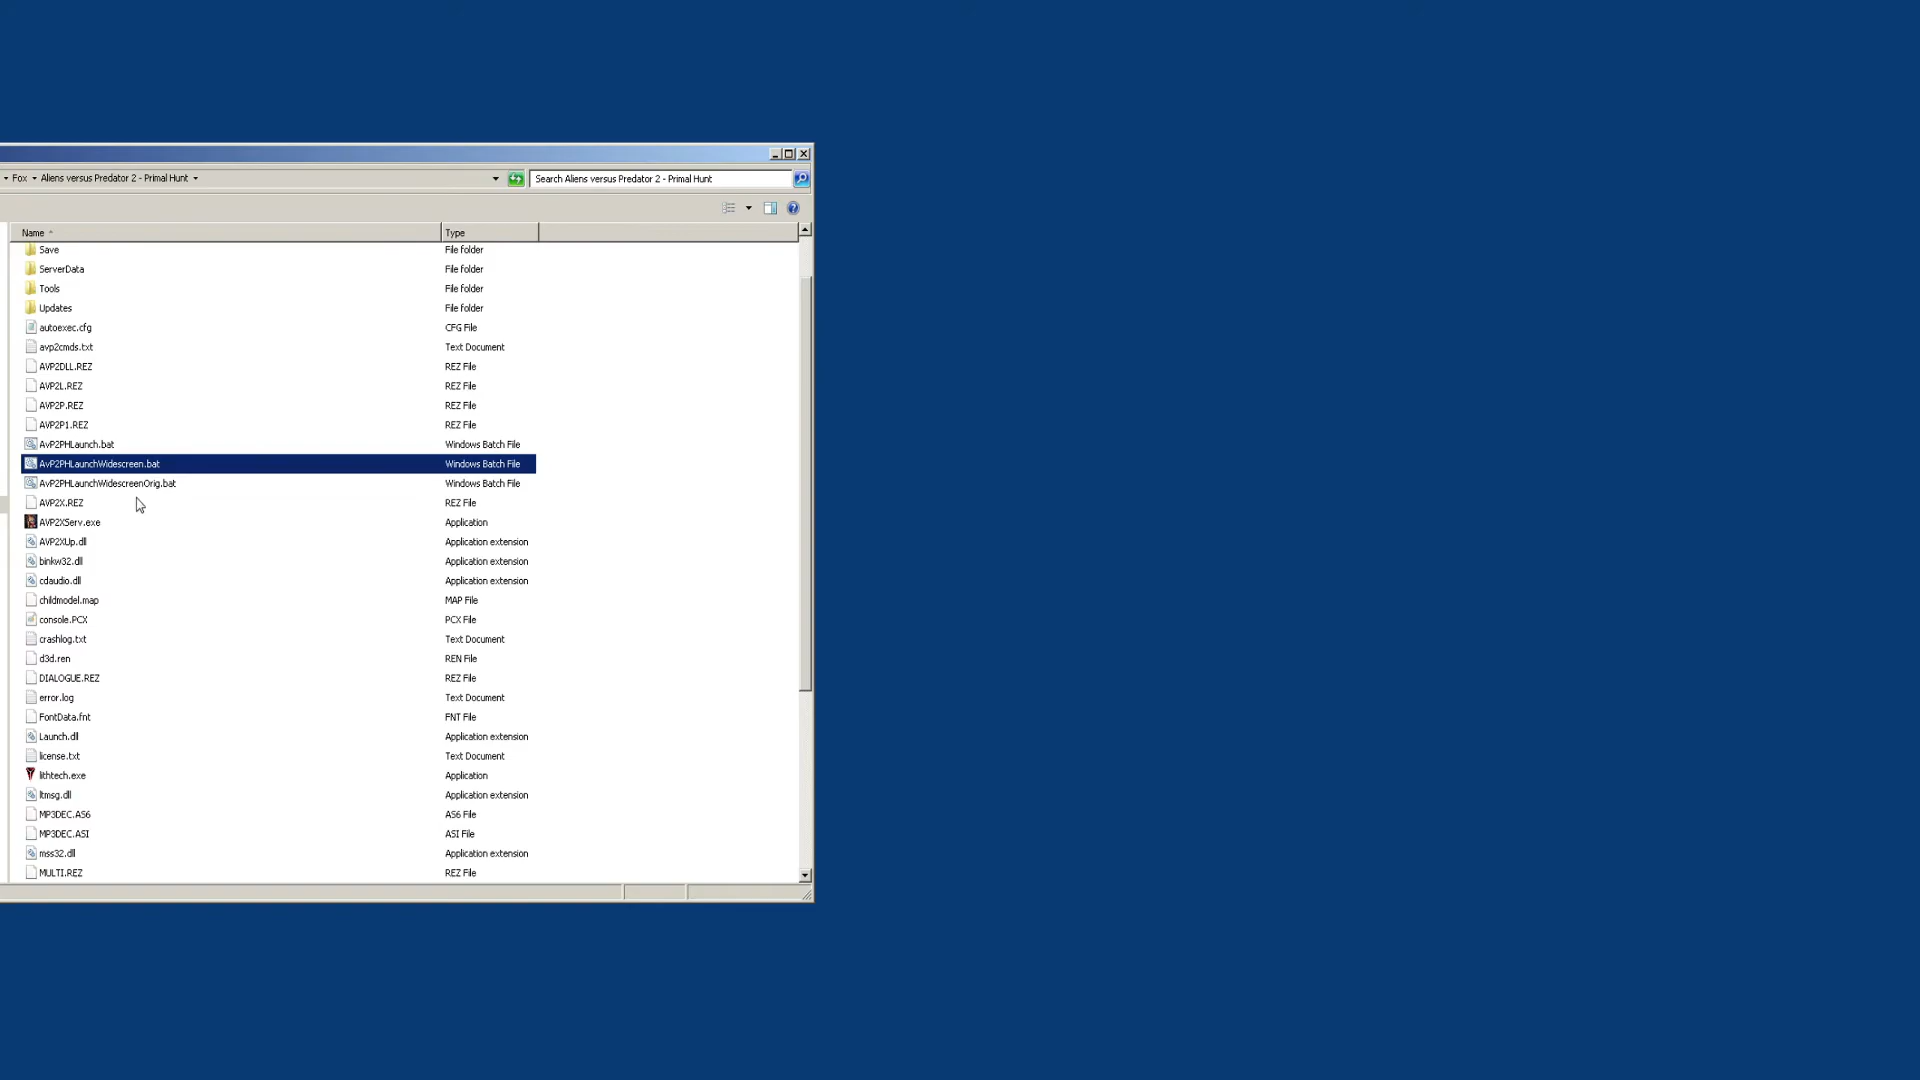 Fox Aliens versus Predator 2 - Primal Hunt Search Aliens versus Predator 2 - Primal Hunt
Name Type
Save File folder
ServerData File folder
Tools File folder
Updates File folder
autoexec.cfg CFG File
avp2cmds.txt Text Document
AVP2DLL.REZ REZ File
AVP2L.REZ REZ File
AVP2P.REZ REZ File
AVP2P1.REZ REZ File
AvP2PHLaunch.bat Windows Batch File
AvP2PHLaunchWidescreen.bat Windows Batch File
AvP2PHLaunchWidescreenOrig.bat Windows Batch File
AVP2X.REZ REZ File
AVP2XServ.exe Application
AVP2XUp.dll Application extension
binkw32.dll Application extension
cdaudio.dll Application extension
childmodel.map MAP File
console.PCX PCX File
crashlog.txt Text Document
d3d.ren REN File
DIALOGUE.REZ REZ File
error.log Text Document
FontData.fnt FNT File
Launch.dll Application extension
license.txt Text Document
lithtech.exe Application
ltmsg.dll Application extension
MP3DEC.AS6 AS6 File
MP3DEC.ASI ASI File
mss32.dll Application extension
MULTI.REZ REZ File